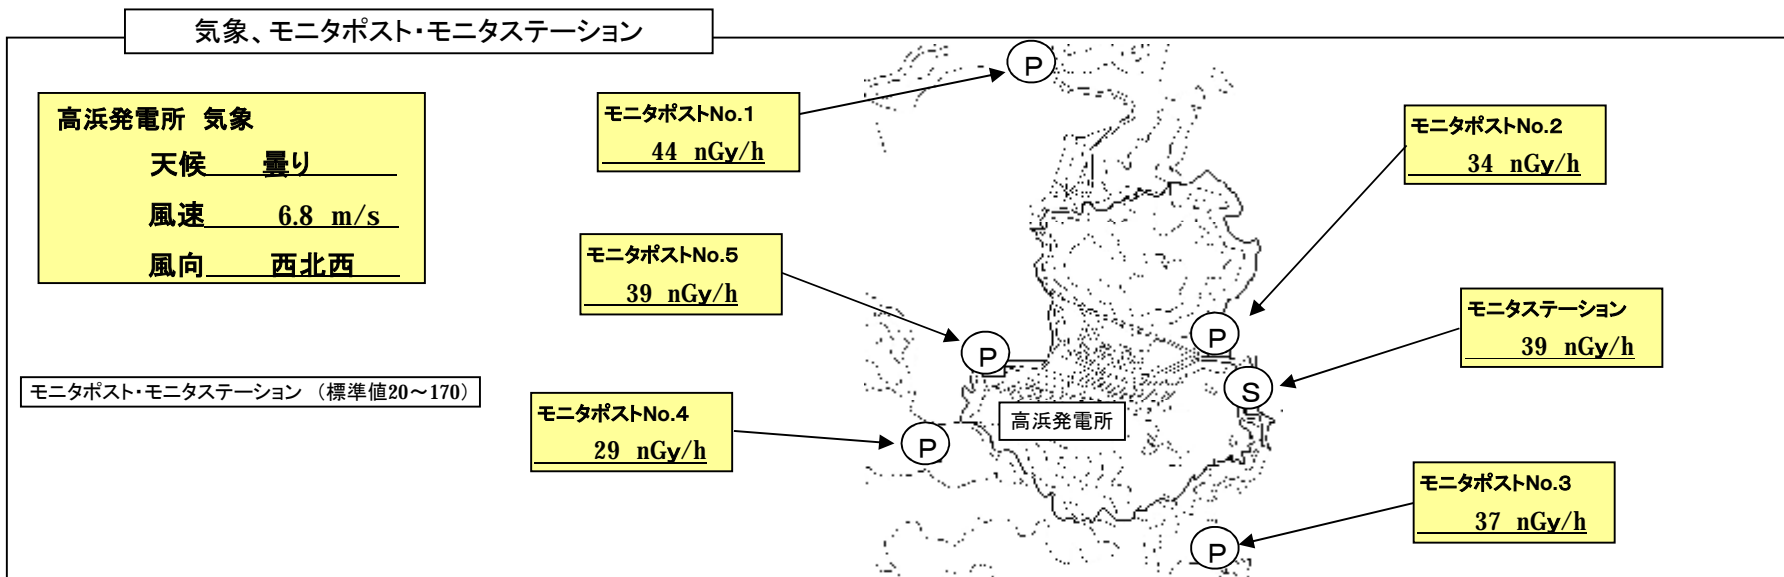 気象、モニタポスト・モニタステーション
高浜発電所 気象
天候 曇り
風速 6.8 m/s
風向 西北西
モニタポスト・モニタステーション (標準値20～170)
モニタポストNo.1
44 nGy/h
P
モニタポストNo.2
34 nGy/h
P
モニタポストNo.5
39 nGy/h
P
モニタステーション
39 nGy/h
S
モニタポストNo.4
29 nGy/h
P
高浜発電所
モニタポストNo.3
37 nGy/h
P